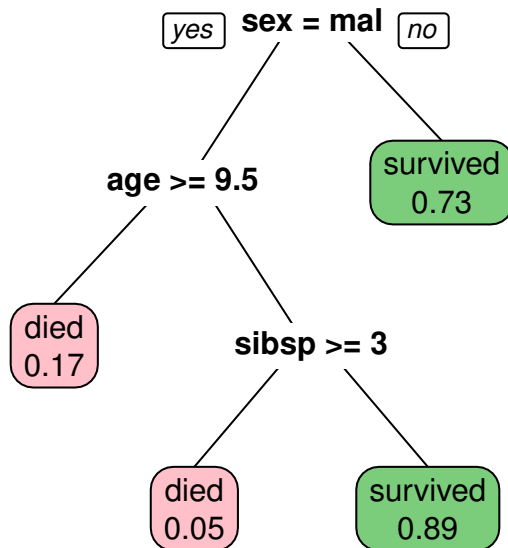 yes sex = mal no
age >= 9.5
survived
0.73
died
0.17
sibsp >= 3
died
0.05
survived
0.89